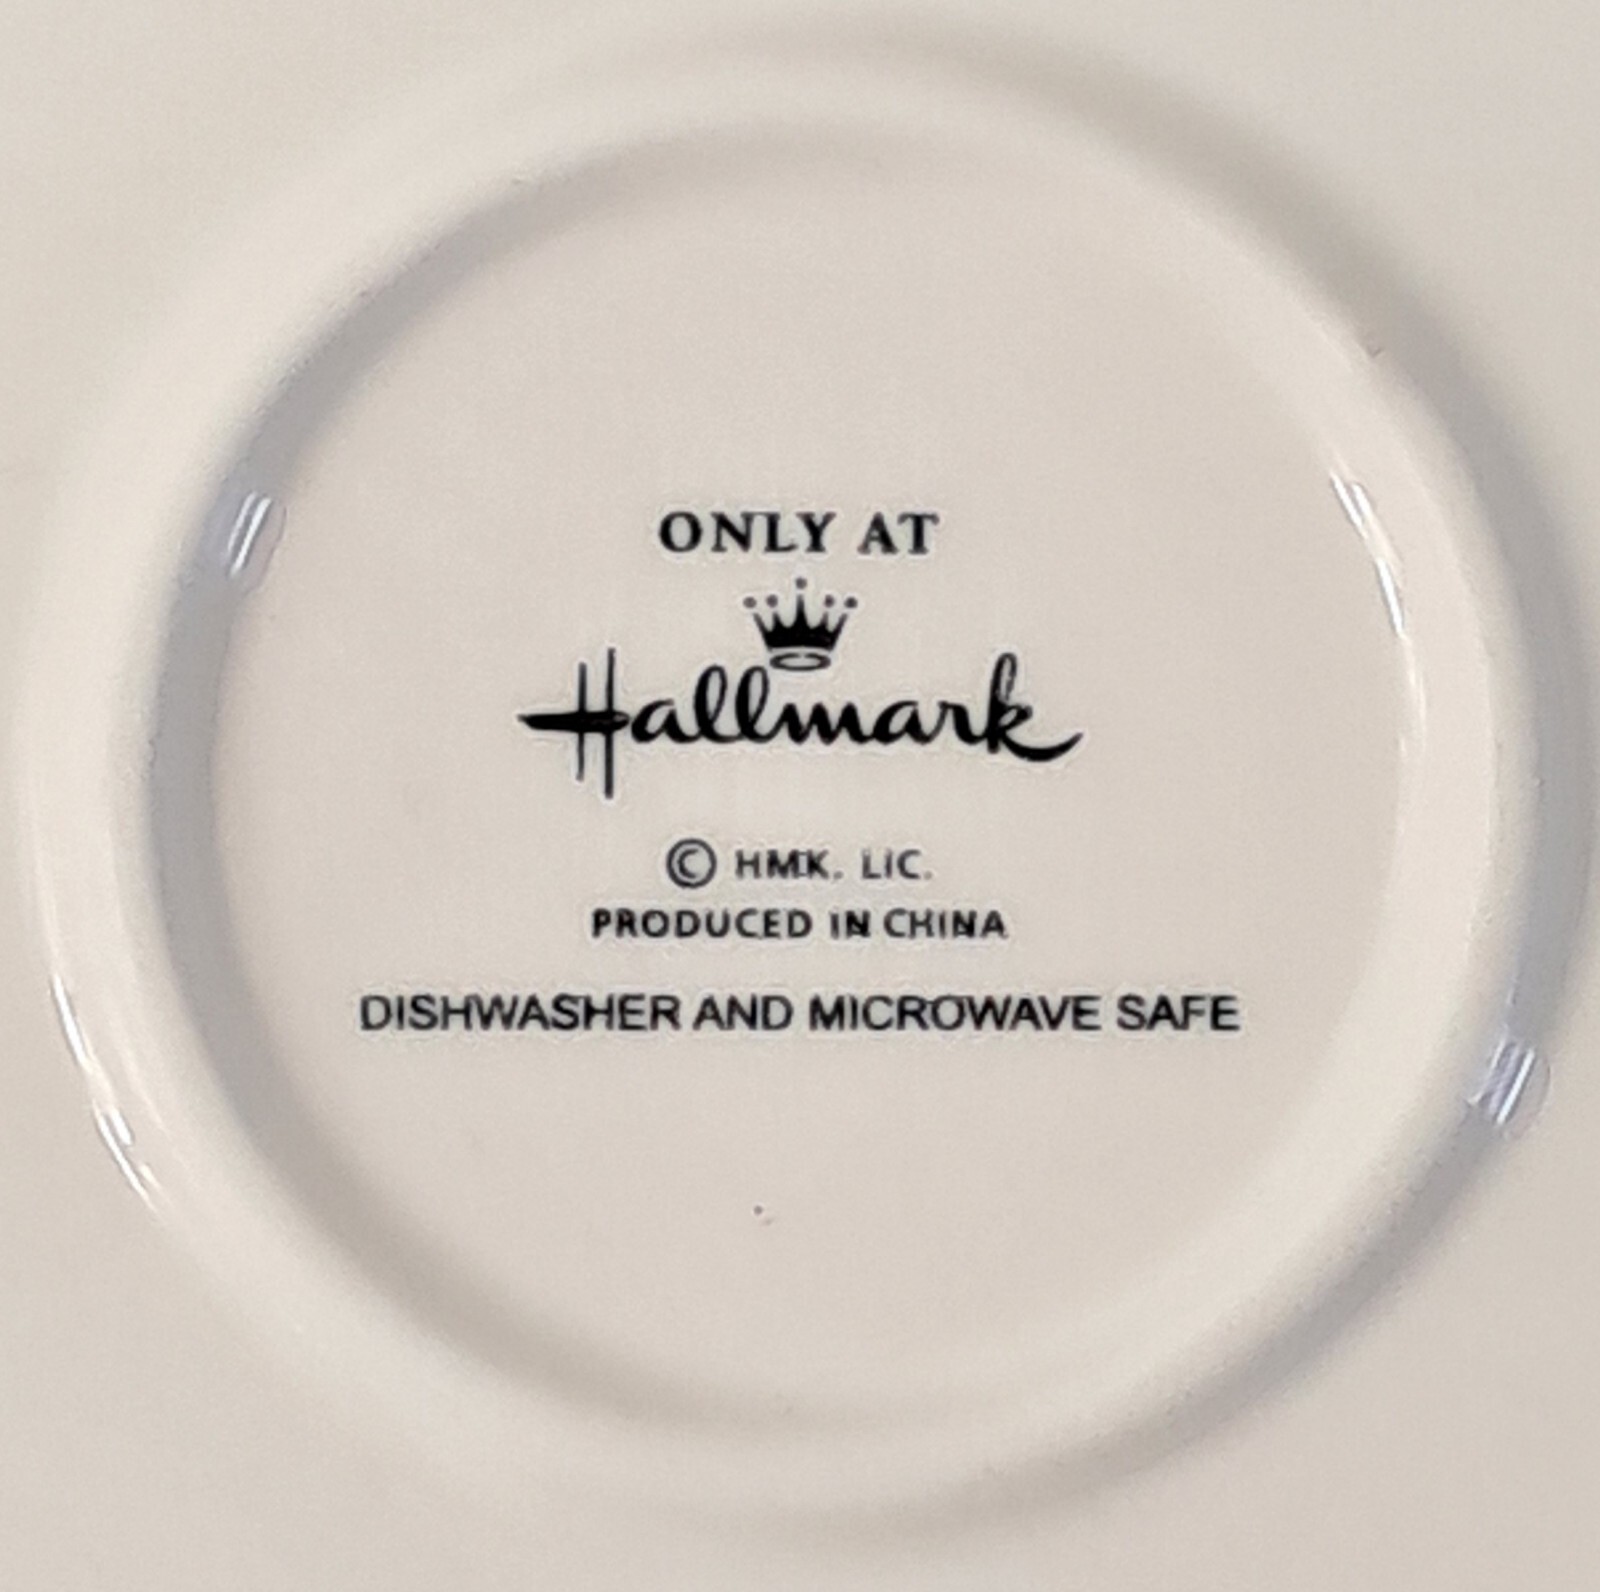 ONLY AT
Hallmark
© HMK. LIC.
PRODUCED IN CHINA
DISHWASHER AND MICROWAVE SAFE